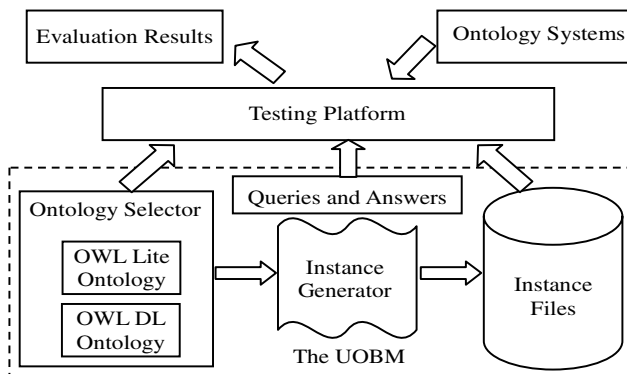 Evaluation Results
Ontology Systems
Testing Platform
Queries and Answers
Ontology Selector
OWL Lite
Ontology
OWL DL
Ontology
Instance
Generator
Instance
Files
The UOBM